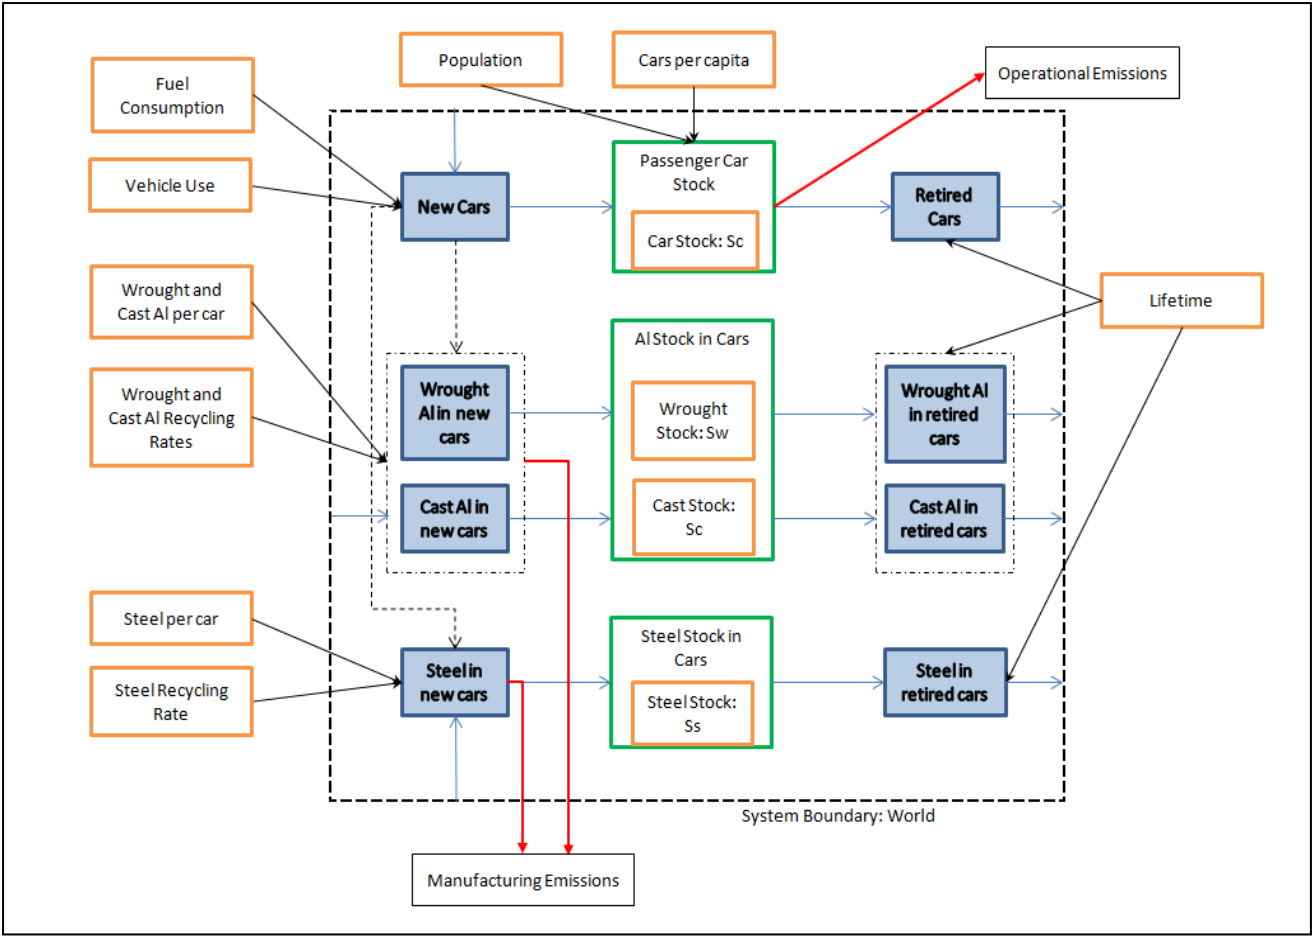 Population
Cars per capita
Operational Emissions
Fuel
Consumption
Vehicle Use
New Cars
Passenger Car
Stock
Car Stock: Sc
Retired
Cars
Lifetime
Wrought and
Cast Al per car
Wrought and
Cast Al Recycling
Rates
Wrought
Al in new
cars
Cast Al in
new cars
Al Stock in Cars
Wrought
Stock: Sw
Cast Stock:
Sc
Wrought Al
in retired
cars
Cast Al in
retired cars
Steel per car
Steel Recycling
Rate
Steel in
new cars
Steel Stock in
Cars
Steel Stock:
Ss
Steel in
retired cars
System Boundary: World
Manufacturing Emissions